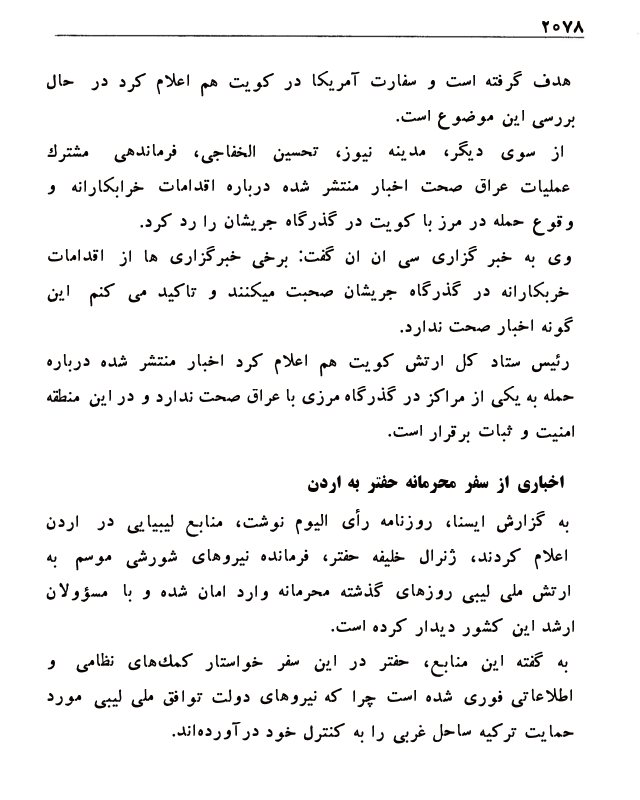 ۲۰۷۸
هدف گرفته است و سفارت آمریکا در کویت هم اعلام کرد در حال
بررسی این موضوع است.
از سوی دیگر، مدینه نیوز، تحسین الخفاجی، فرماندهی مشترك
عملیات عراق صحت اخبار منتشر شده درباره اقدامات خرابکارانه و
وقوع حمله در مرز با کویت در گذرگاه جریشان را رد کرد.
وی به خبر گزاری سی ان ان گفت: برخی خبرگزاری ها از اقدامات
خربکارانه در گذرگاه جریشان صحبت میکنند و تاکید می کنم این
گونه اخبار صحت ندارد.
رئیس ستاد کل ارتش کویت هم اعلام کرد اخبار منتشر شده درباره
حمله به یکی از مراکز در گذرگاه مرزی با عراق صحت ندارد و در این منطقه
امنیت و ثبات برقرار است.
اخباری از سفر محرمانه حفتر به اردن
به گزارش ایسنا، روزنامه رأی الیوم نوشت، منابع لیبیایی در اردن
اعلام کردند، ژنرال خلیفه حفتر، فرمانده نیروهای شورشی موسم به
ارتش ملی لیبی روزهای گذشته محرمانه وارد امان شده و با مسؤولان
ارشد این کشور دیدار کرده است.
به گفته این منابع، حفتر در این سفر خواستار کمك‌های نظامی و
اطلاعاتی فوری شده است چرا که نیروهای دولت توافق ملی لیبی مورد
حمایت ترکیه ساحل غربی را به کنترل خود درآورده‌اند.